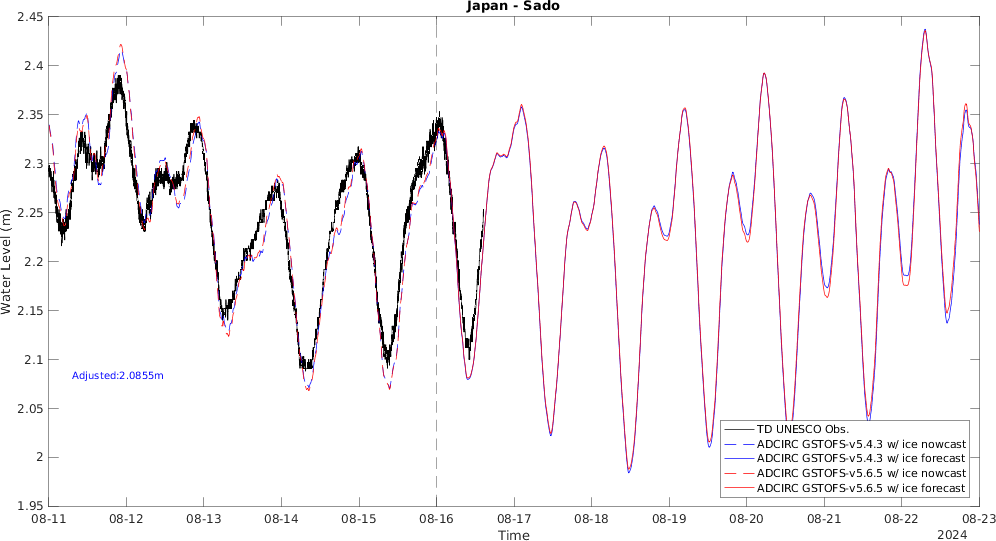 Japan - Sado
2.45
2.4
2.35
2.3
2.25
2.2
2.15
2.1
2.05
2
1.95
Water Level (m)
Adjusted:2.0855m
TD UNESCO Obs.
ADCIRC GSTOFS-v5.4.3 w/ ice nowcast
ADCIRC GSTOFS-v5.4.3 w/ ice forecast
ADCIRC GSTOFS-v5.6.5 w/ ice nowcast
ADCIRC GSTOFS-v5.6.5 w/ ice forecast
08-11 08-12 08-13 08-14 08-15 08-16 08-17 08-18 08-19 08-20 08-21 08-22 08-23
Time
2024